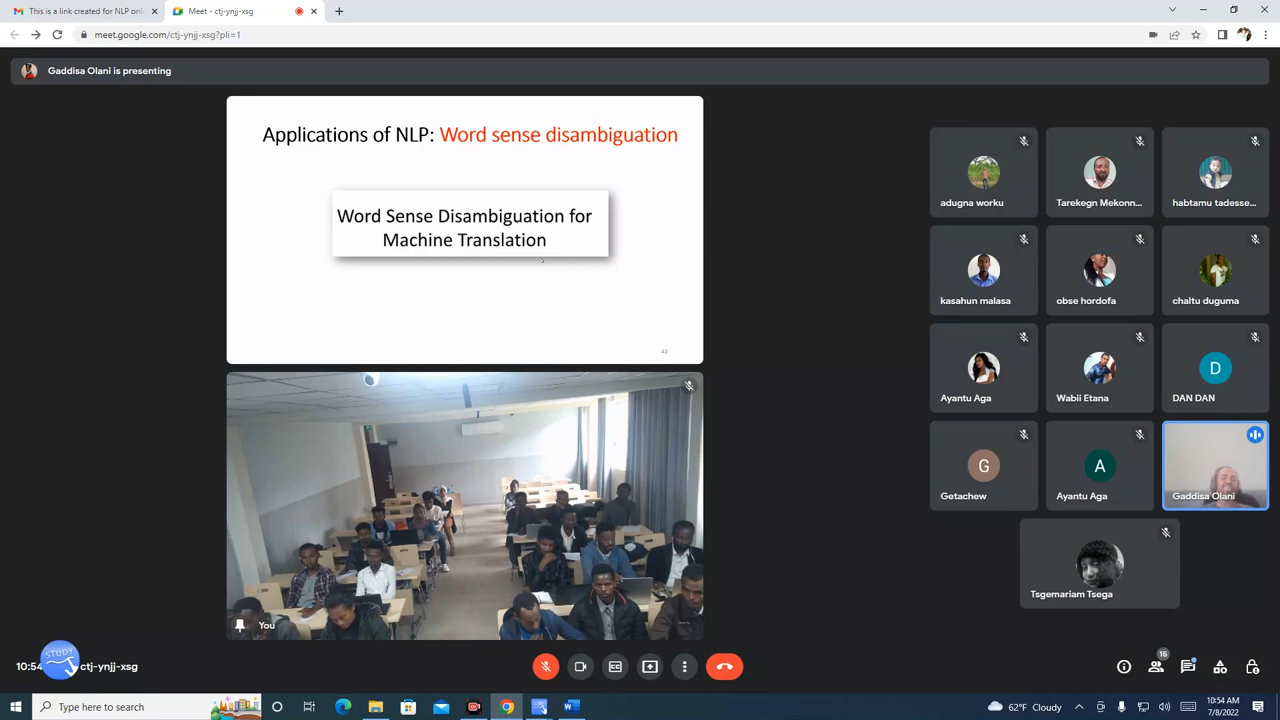 This is a link created for NLP onl
Meet - ctj-ynjj-xsg
meet.google.com/ctj-ynjj-xsg?pli=1
Gaddisa Olani is presenting
Applications of NLP: Word sense disambiguation
Word Sense Disambiguation for
Machine Translation
43
adugna worku
Tarekegn Mekonn...
habtamu tadesse...
kasahun malasa
obse hordofa
chaltu duguma
Ayantu Aga
Wabii Etana
D
DAN DAN
G
Getachew
A
Ayantu Aga
Gaddisa Olani
Tsgemariam Tsega
You
10:54
STUDY
ctj-ynjj-xsg
16
Type here to search
62°F Cloudy
10:54 AM
7/8/2022